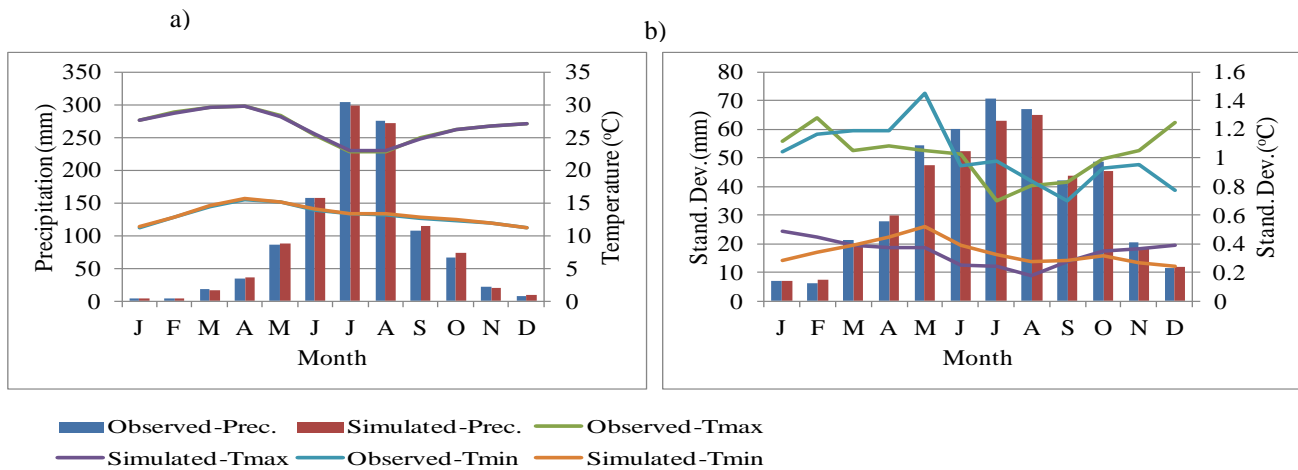 a)
b)
350
300
250
200
150
100
50
0
Precipitation (mm)
35
30
25
20
15
10
5
0
Temperature (oC)
J F M A M J J A S O N D
Month
80
70
60
50
40
30
20
10
0
Stand. Dev. (mm)
1.6
1.4
1.2
1
0.8
0.6
0.4
0.2
0
Stand. Dev. (oC)
J F M A M J J A S O N D
Month
Observed-Prec. Simulated-Prec. Observed-Tmax
Simulated-Tmax Observed-Tmin Simulated-Tmin